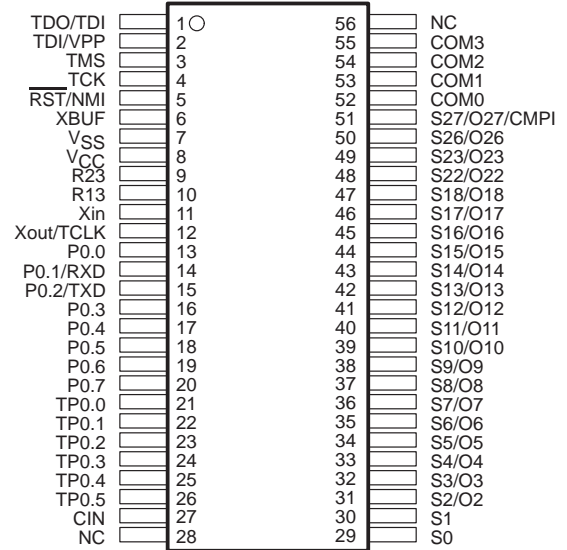 TDO/TDI 1 56 NC
TDI/VPP 2 55 COM3
TMS 3 54 COM2
TCK 4 53 COM1
RST/NMI 5 52 COM0
XBUF 6 51 S27/O27/CMPI
VSS 7 50 S26/O26
VCC 8 49 S23/O23
R23 9 48 S22/O22
R13 10 47 S18/O18
Xin 11 46 S17/O17
Xout/TCLK 12 45 S16/O16
P0.0 13 44 S15/O15
P0.1/RXD 14 43 S14/O14
P0.2/TXD 15 42 S13/O13
P0.3 16 41 S12/O12
P0.4 17 40 S11/O11
P0.5 18 39 S10/O10
P0.6 19 38 S9/O9
P0.7 20 37 S8/O8
TP0.0 21 36 S7/O7
TP0.1 22 35 S6/O6
TP0.2 23 34 S5/O5
TP0.3 24 33 S4/O4
TP0.4 25 32 S3/O3
TP0.5 26 31 S2/O2
CIN 27 30 S1
NC 28 29 S0